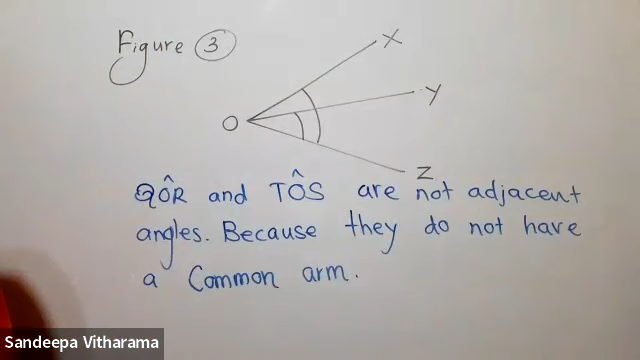 Figure 3
X
Y
O
Z
QÔR and TÔS are not adjacent
angles. Because they do not have
a Common arm.
Sandeepa Vitharama